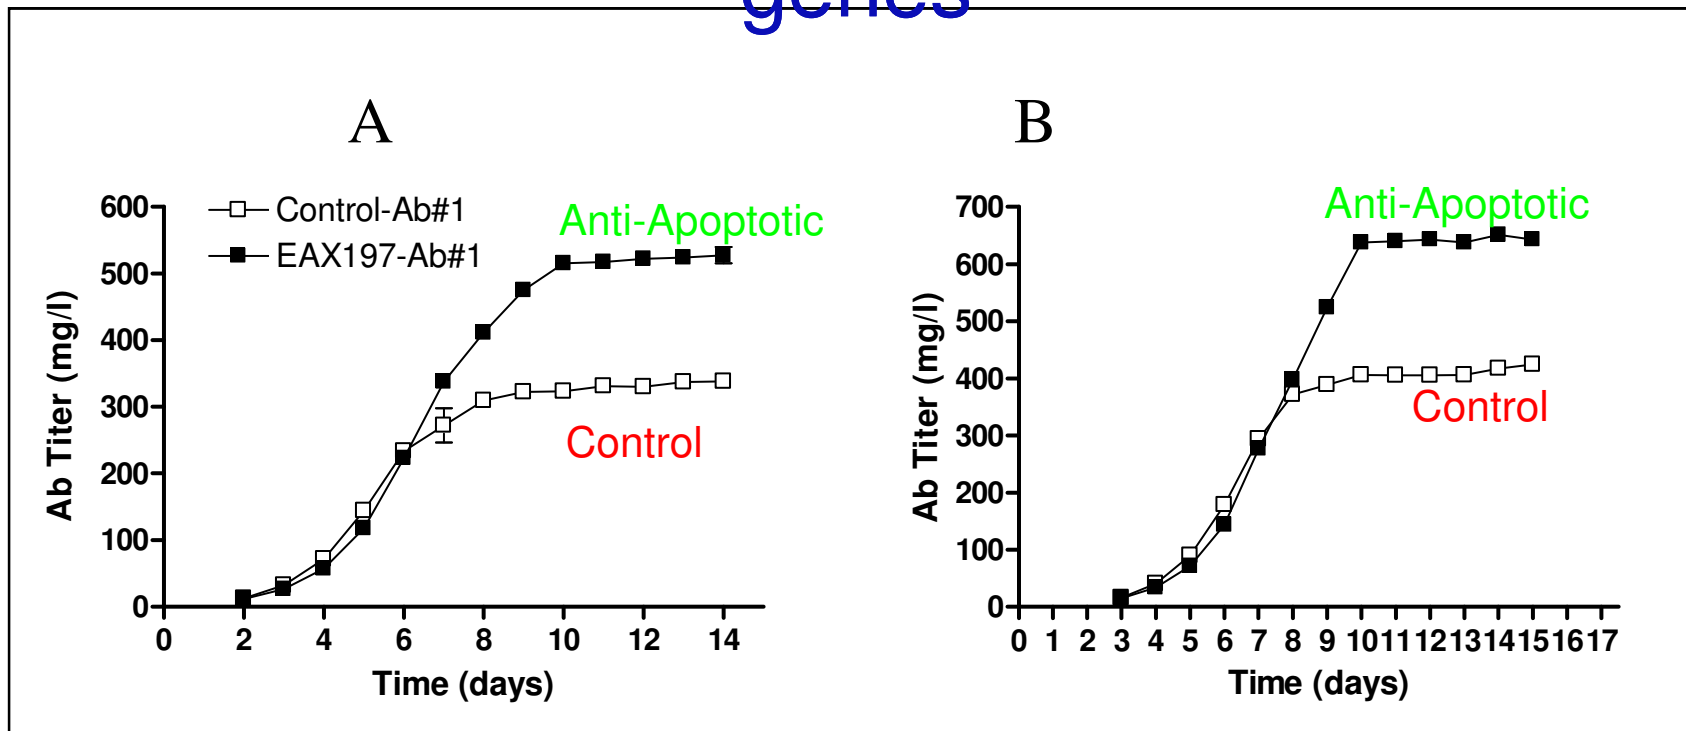 genes
A
B
Control-Ab#1
EAX197-Ab#1
Anti-Apoptotic
Control
Ab Titer (mg/l)
600
500
400
300
200
100
0
0 2 4 6 8 10 12 14
Time (days)
Anti-Apoptotic
Control
Ab Titer (mg/l)
700
600
500
400
300
200
100
0
0 1 2 3 4 5 6 7 8 9 10 11 12 13 14 15 16 17
Time (days)